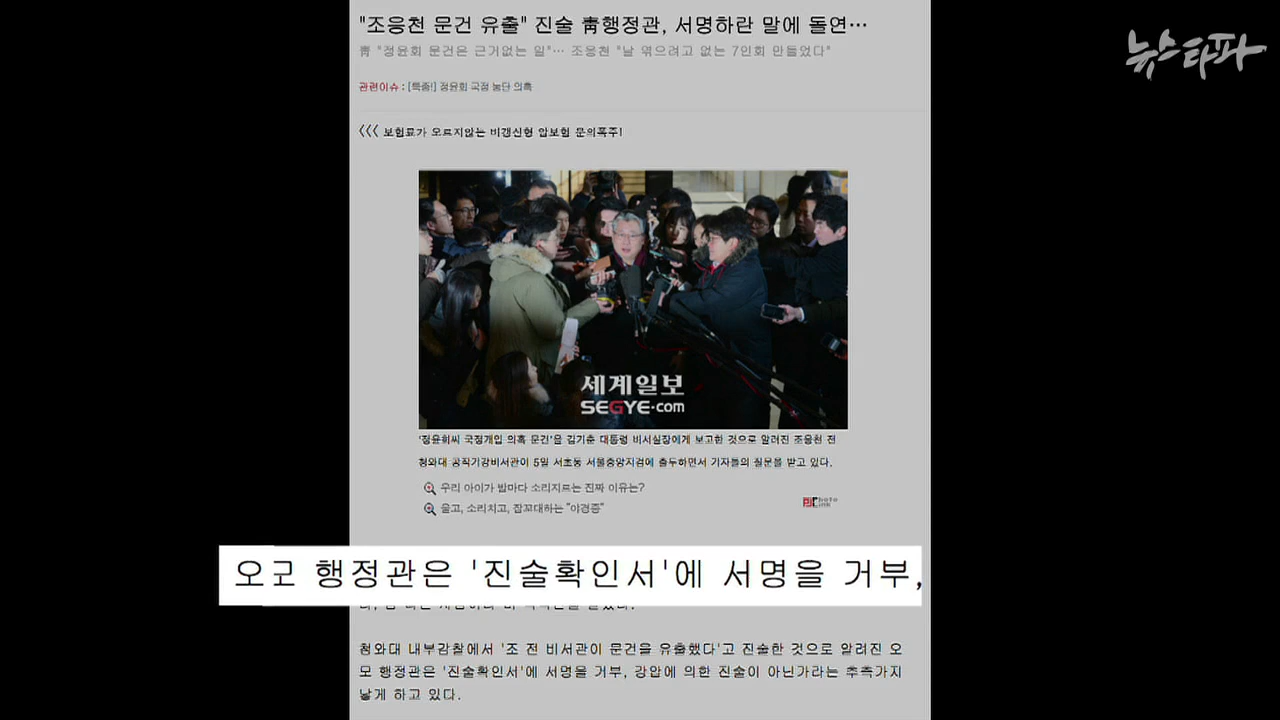 "조응천 문건 유출" 진술 靑행정관, 서명하란 말에 돌연…
뉴스타파
靑 "정윤회 문건은 근거없는 일"… 조응천 "날 엮으려고 없는 7인회 만들었다"
관련이슈 : [특종!] 정윤회 국정 농단 의혹
<<< 보험료가 오르지않는 비갱신형 암보험 문의폭주!
세계일보
SEGYE.com
'정윤회씨 국정개입 의혹 문건'을 김기춘 대통령 비서실장에게 보고한 것으로 알려진 조응천 전
청와대 공직기강비서관이 5일 서초동 서울중앙지검에 출두하면서 기자들의 질문을 받고 있다.
우리 아이가 밤마다 소리지르는 진짜 이유는?
울고, 소리치고, 잠꼬대하는 "야경증"
오모 행정관은 '진술확인서'에 서명을 거부,
청와대 내부감찰에서 '조 전 비서관이 문건을 유출했다'고 진술한 것으로 알려진 오
모 행정관은 '진술확인서'에 서명을 거부, 강압에 의한 진술이 아닌가라는 추측가지
낳게 하고 있다.